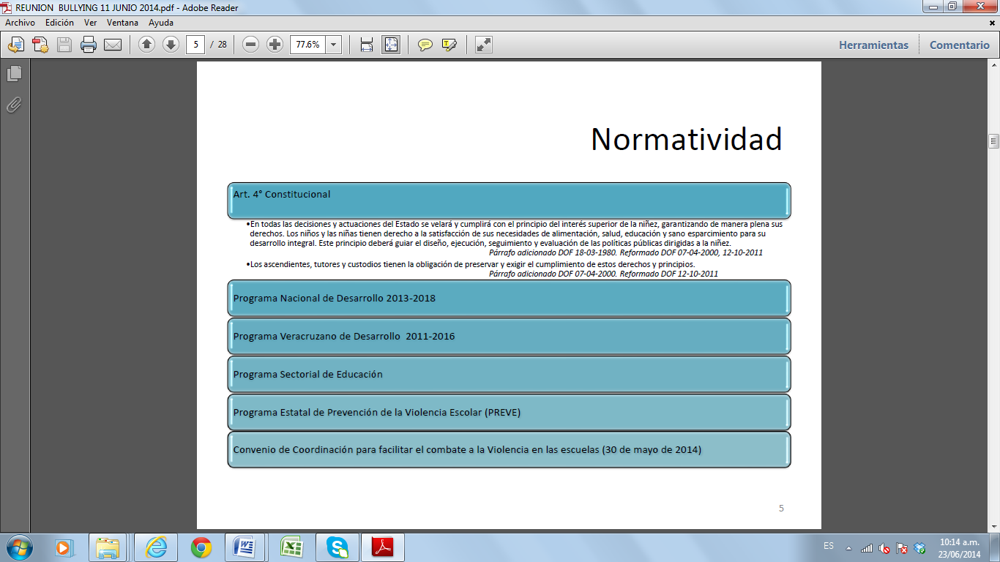 REUNION  BULLYING 11 JUNIO 2014.pdf - Adobe Reader
Archivo Edición Ver Ventana Ayuda
5 / 28 77.6% Herramientas Comentario
Normatividad
Art. 4° Constitucional
•En todas las decisiones y actuaciones del Estado se velará y cumplirá con el principio del interés superior de la niñez, garantizando de manera plena sus
derechos. Los niños y las niñas tienen derecho a la satisfacción de sus necesidades de alimentación, salud, educación y sano esparcimiento para su
desarrollo integral. Este principio deberá guiar el diseño, ejecución, seguimiento y evaluación de las políticas públicas dirigidas a la niñez.
Párrafo adicionado DOF 18-03-1980. Reformado DOF 07-04-2000, 12-10-2011
•Los ascendientes, tutores y custodios tienen la obligación de preservar y exigir el cumplimiento de estos derechos y principios.
Párrafo adicionado DOF 07-04-2000. Reformado DOF 12-10-2011
Programa Nacional de Desarrollo 2013-2018
Programa Veracruzano de Desarrollo  2011-2016
Programa Sectorial de Educación
Programa Estatal de Prevención de la Violencia Escolar (PREVE)
Convenio de Coordinación para facilitar el combate a la Violencia en las escuelas (30 de mayo de 2014)
5
ES 10:14 a.m.
23/06/2014